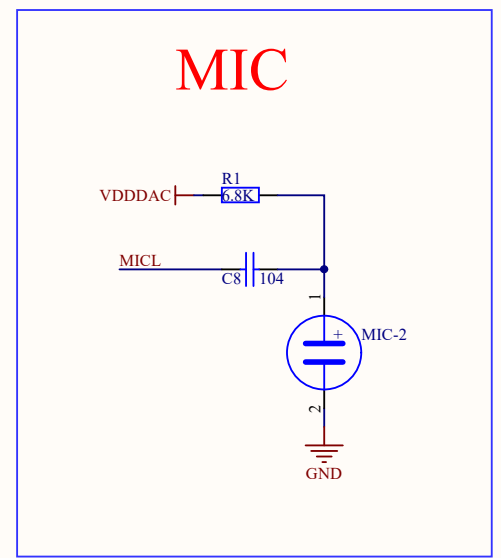 MIC
R1
VDDDAC
6.8K
MICL
C8
104
1
+
MIC-2
2
GND